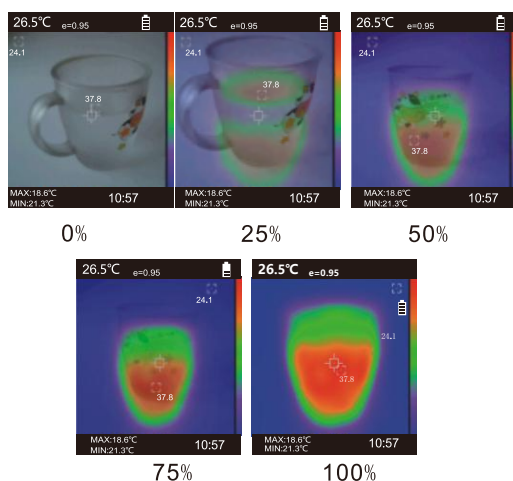 26.5℃ e=0.95
24.1
37.8
MAX:18.6℃
MIN:21.3℃
10:57
0%
26.5℃ e=0.95
24.1
37.8
MAX:18.6℃
MIN:21.3℃
10:57
25%
26.5℃ e=0.95
24.1
37.8
MAX:18.6℃
MIN:21.3℃
10:57
50%
26.5℃ e=0.95
24.1
37.8
MAX:18.6℃
MIN:21.3℃
10:57
75%
26.5℃ e=0.95
24.1
37.8
MAX:18.6℃
MIN:21.3℃
10:57
100%